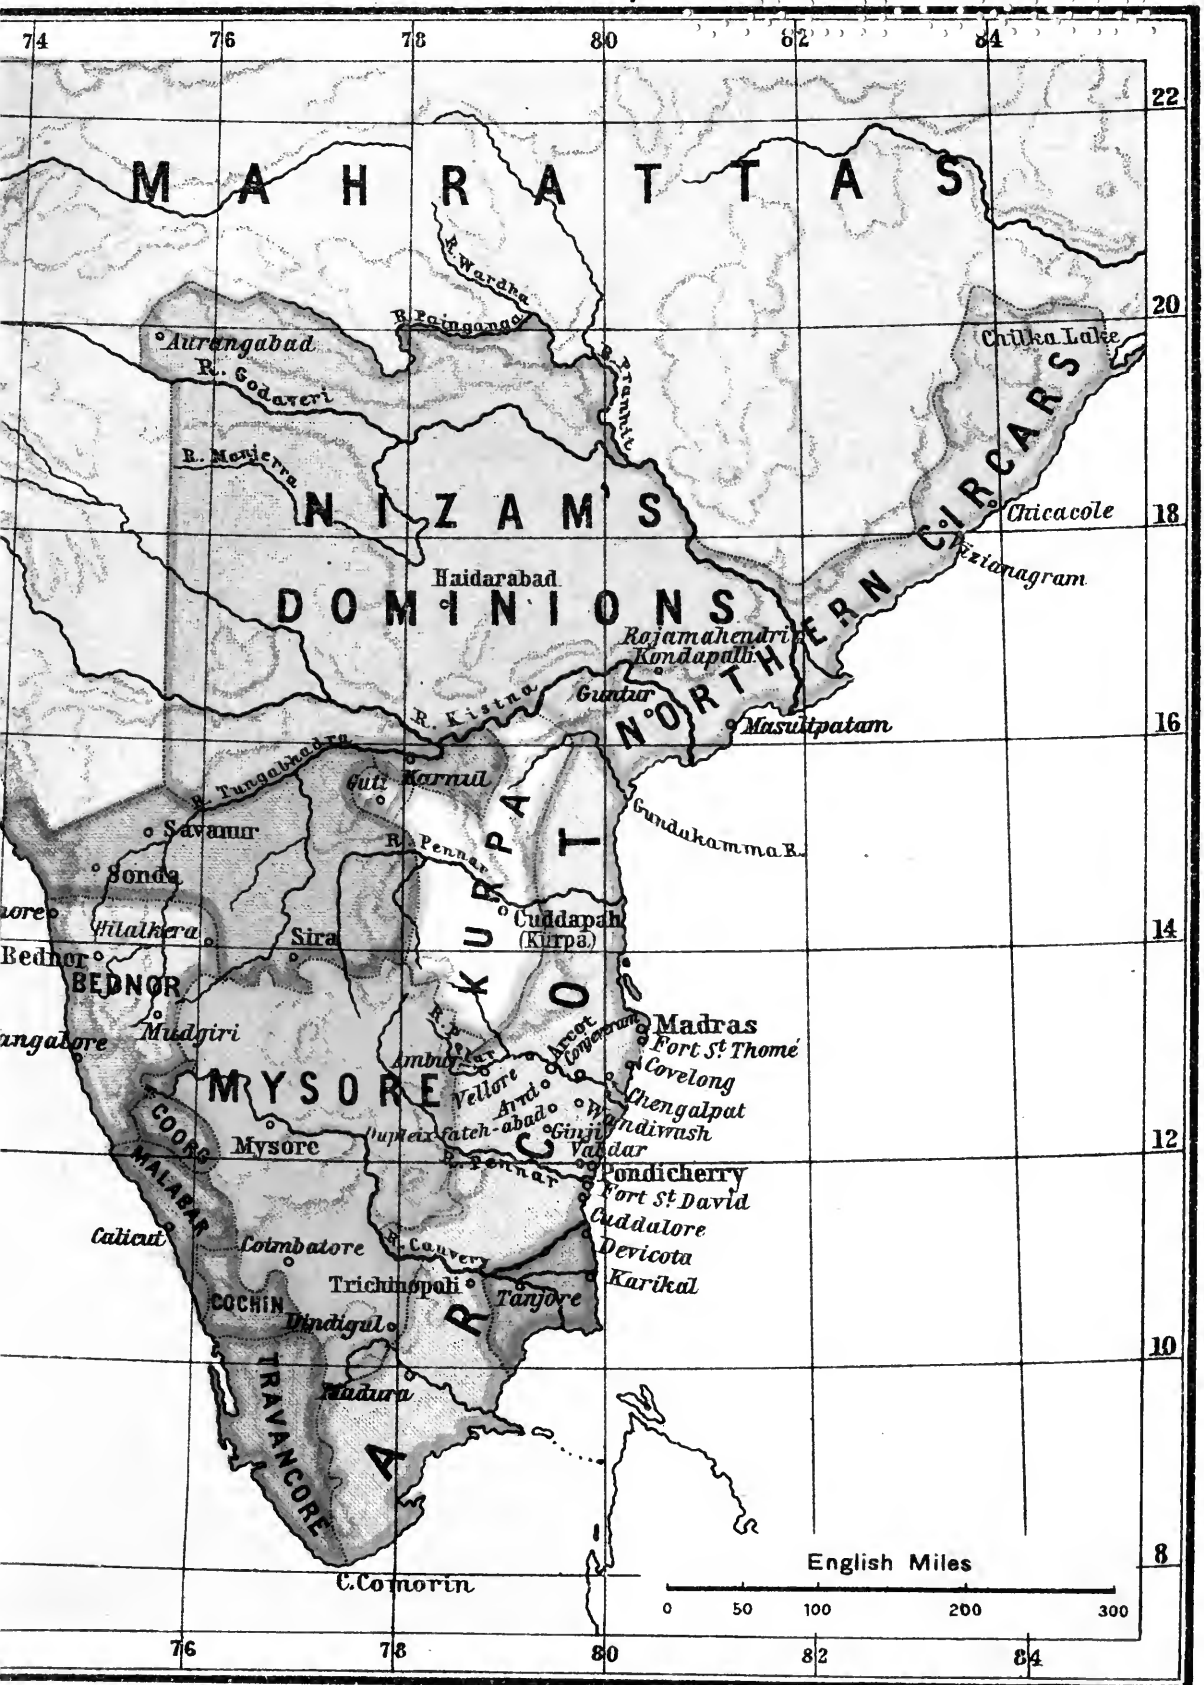 74 76 78 80 82 84
22
MAHRATTAS
R. Wardha
20
R. Painganga
Aurangabad
Chilka Lake
R. Godaveri
R. Pranhit
R. Manjerra
NIZAMS
Chicacole
18
Vizianagram
Haidarabad
DOMINIONS
NORTHERN CIRCARS
Rajamahendri
Kondapalli
Guntur
R. Kistna
Masulipatam
16
R. Tungabhadra
Guti
Karnul
Gundakamma R.
Savanur
R. Pennar
KURPA
Sonda
Cuddapah
(Kurpa)
ore
Hilalkera
Sira
14
Bednor
BEDNOR
Mudgiri
R. Palar
Arcot
Conjeveram
Madras
Fort St. Thomé
angalore
Ambur
Vellore
Covelong
MYSORE
Arni
Chengalpat
COORG
Mysore
Dupleix-fateh-abad
Ginji
Wandiwash
12
MALABAR
R. Pennar
Valdar
Pondicherry
Fort St. David
Calicut
Cuddalore
Coimbatore
R. Cauvery
Devicota
Trichinopoli
Karikal
COCHIN
Tanjore
Dindigul
10
Madura
TRAVANCORE
ARCOT
C. Comorin
8
English Miles
0 50 100 200 300
76 78 80 82 84